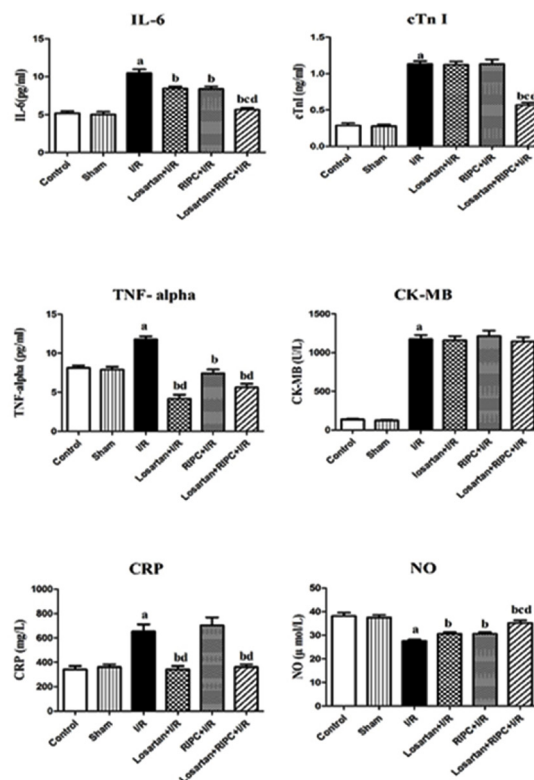 IL-6
IL-6(pg/ml)
15
10
5
0
a
b
b
bcd
Control
Sham
I/R
Losartan+I/R
RIPC+I/R
Losartan+RIPC+I/R
cTn I
cTnI (ng/ml)
1.5
1.0
0.5
0.0
a
bcd
Control
Sham
I/R
Losartan+I/R
RIPC+I/R
Losartan+RIPC+I/R
TNF- alpha
TNF-alpha (pg/ml)
15
10
5
0
a
bd
b
bd
Control
Sham
I/R
Losartan+I/R
RIPC+I/R
Losartan+RIPC+I/R
CK-MB
CK-MB (U/L)
1500
1000
500
0
a
Control
Sham
I/R
losartan+I/R
RIPC+I/R
Losartan+RIPC+I/R
CRP
CRP (mg/L)
800
600
400
200
0
a
bd
bd
Control
Sham
I/R
Losartan+I/R
RIPC+I/R
Losartan+RIPC+I/R
NO
NO (µ mol/L)
50
40
30
20
10
0
a
b
b
bcd
Control
Sham
I/R
Losartan+I/R
RIPC+I/R
Losartan+RIPC+I/R